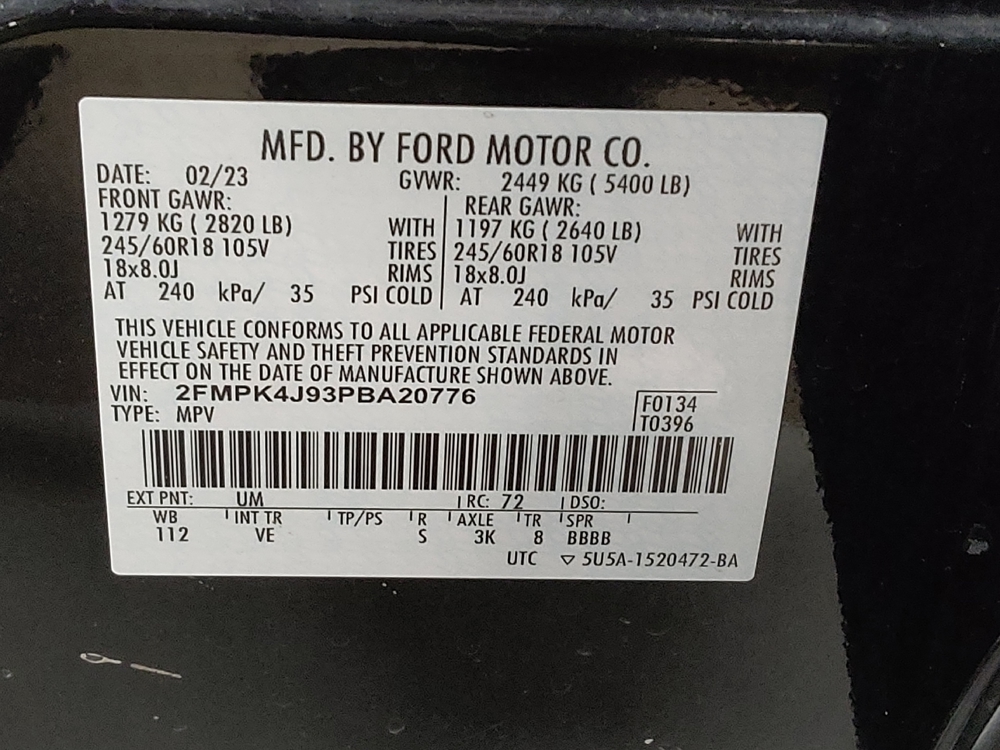 MFD. BY FORD MOTOR CO.
DATE: 02/23 GVWR: 2449 KG ( 5400 LB)
FRONT GAWR: REAR GAWR:
1279 KG ( 2820 LB) WITH 1197 KG ( 2640 LB) WITH
245/60R18 105V TIRES 245/60R18 105V TIRES
18x8.0J RIMS 18x8.0J RIMS
AT 240 kPa/ 35 PSI COLD AT 240 kPa/ 35 PSI COLD
THIS VEHICLE CONFORMS TO ALL APPLICABLE FEDERAL MOTOR
VEHICLE SAFETY AND THEFT PREVENTION STANDARDS IN
EFFECT ON THE DATE OF MANUFACTURE SHOWN ABOVE.
VIN: 2FMPK4J93PBA20776
TYPE: MPV
F0134
T0396
EXT PNT: UM RC: 72 DSO:
WB INT TR TP/PS R AXLE TR SPR
112 VE S 3K 8 BBBB
UTC ▽ 5U5A-1520472-BA